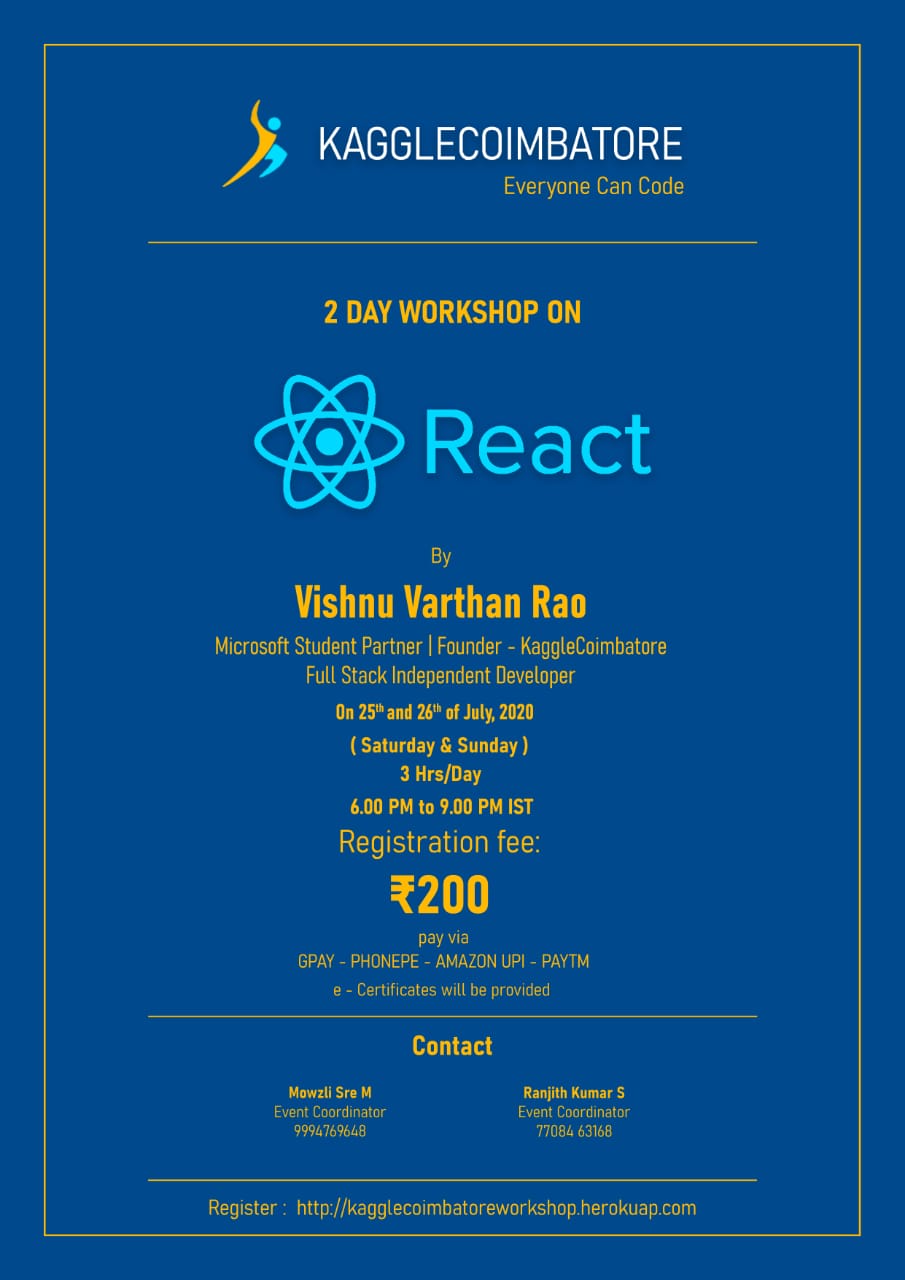 KAGGLECOIMBATORE
Everyone Can Code
2 DAY WORKSHOP ON
React
By
Vishnu Varthan Rao
Microsoft Student Partner | Founder - KaggleCoimbatore
Full Stack Independent Developer
On 25th and 26th of July, 2020
( Saturday & Sunday )
3 Hrs/Day
6.00 PM to 9.00 PM IST
Registration fee:
₹200
pay via
GPAY - PHONEPE - AMAZON UPI - PAYTM
e - Certificates will be provided
Contact
Mowzli Sre M Ranjith Kumar S
Event Coordinator Event Coordinator
9994769648 77084 63168
Register : http://kagglecoimbatoreworkshop.herokuap.com